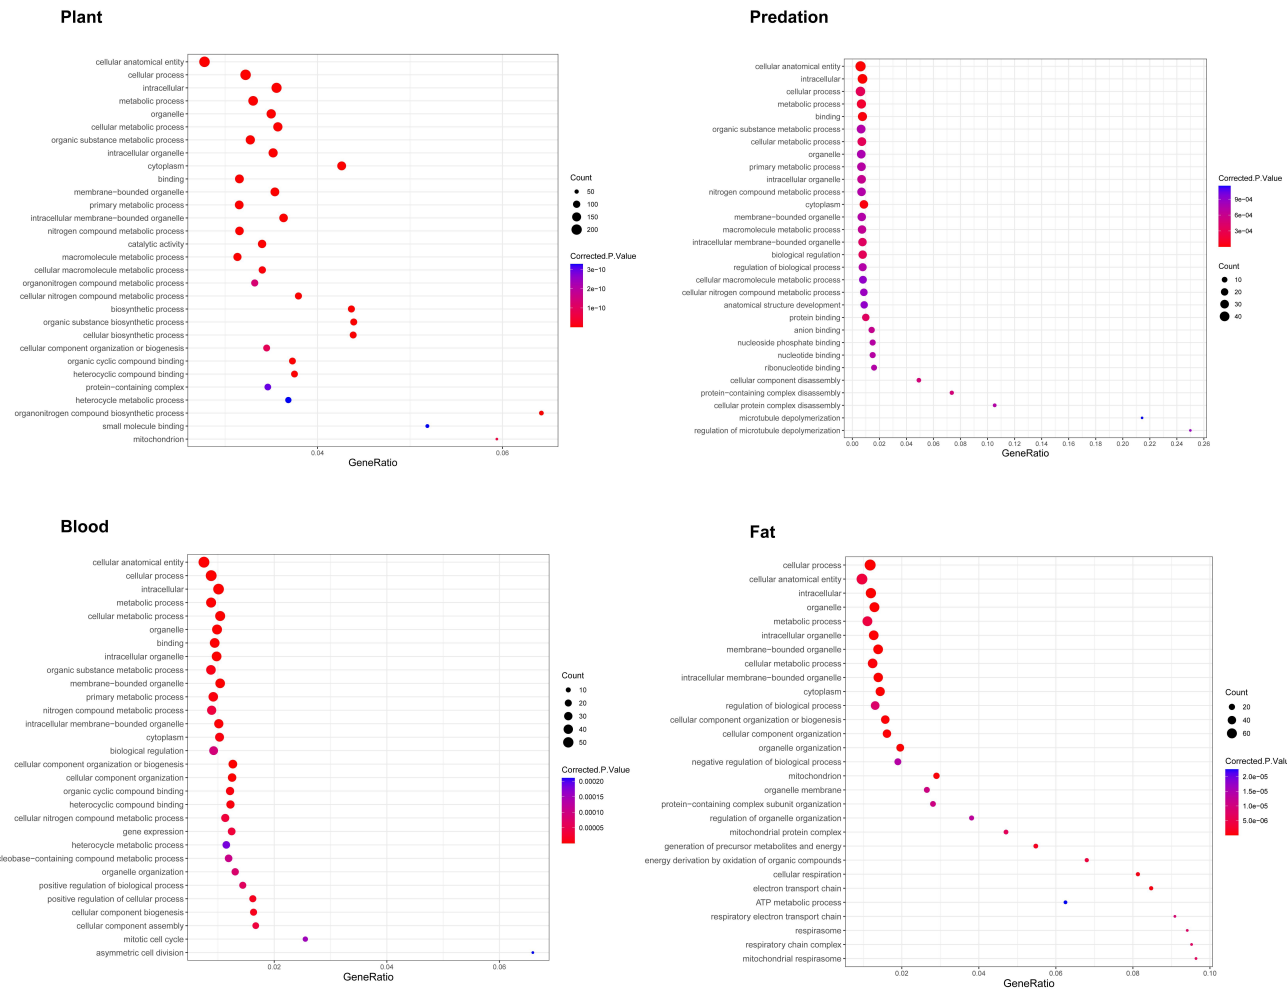 Plant
cellular anatomical entity
cellular process
intracellular
metabolic process
organelle
cellular metabolic process
organic substance metabolic process
intracellular organelle
cytoplasm
binding
membrane−bounded organelle
primary metabolic process
intracellular membrane−bounded organelle
nitrogen compound metabolic process
catalytic activity
macromolecule metabolic process
cellular macromolecule metabolic process
organonitrogen compound metabolic process
cellular nitrogen compound metabolic process
biosynthetic process
organic substance biosynthetic process
cellular biosynthetic process
cellular component organization or biogenesis
organic cyclic compound binding
heterocyclic compound binding
protein−containing complex
heterocycle metabolic process
organonitrogen compound biosynthetic process
small molecule binding
mitochondrion
0.04
0.06
GeneRatio
Count
50
100
150
200
Corrected.P.Value
3e−10
2e−10
1e−10
Predation
cellular anatomical entity
intracellular
cellular process
metabolic process
binding
organic substance metabolic process
cellular metabolic process
organelle
primary metabolic process
intracellular organelle
nitrogen compound metabolic process
cytoplasm
membrane−bounded organelle
macromolecule metabolic process
intracellular membrane−bounded organelle
biological regulation
regulation of biological process
cellular macromolecule metabolic process
cellular nitrogen compound metabolic process
anatomical structure development
protein binding
anion binding
nucleoside phosphate binding
nucleotide binding
ribonucleotide binding
cellular component disassembly
protein−containing complex disassembly
cellular protein complex disassembly
microtubule depolymerization
regulation of microtubule depolymerization
0.00 0.02 0.04 0.06 0.08 0.10 0.12 0.14 0.16 0.18 0.20 0.22 0.24 0.26
GeneRatio
Corrected.P.Value
9e−04
6e−04
3e−04
Count
10
20
30
40
Blood
cellular anatomical entity
cellular process
intracellular
metabolic process
cellular metabolic process
organelle
binding
intracellular organelle
organic substance metabolic process
membrane−bounded organelle
primary metabolic process
nitrogen compound metabolic process
intracellular membrane−bounded organelle
cytoplasm
biological regulation
cellular component organization or biogenesis
cellular component organization
organic cyclic compound binding
heterocyclic compound binding
cellular nitrogen compound metabolic process
gene expression
heterocycle metabolic process
cleobase−containing compound metabolic process
organelle organization
positive regulation of biological process
positive regulation of cellular process
cellular component biogenesis
cellular component assembly
mitotic cell cycle
asymmetric cell division
0.02
0.04
0.06
GeneRatio
Count
10
20
30
40
50
Corrected.P.Value
0.00020
0.00015
0.00010
0.00005
Fat
cellular process
cellular anatomical entity
intracellular
organelle
metabolic process
intracellular organelle
membrane−bounded organelle
cellular metabolic process
intracellular membrane−bounded organelle
cytoplasm
regulation of biological process
cellular component organization or biogenesis
cellular component organization
organelle organization
negative regulation of biological process
mitochondrion
organelle membrane
protein−containing complex subunit organization
regulation of organelle organization
mitochondrial protein complex
generation of precursor metabolites and energy
energy derivation by oxidation of organic compounds
cellular respiration
electron transport chain
ATP metabolic process
respiratory electron transport chain
respirasome
respiratory chain complex
mitochondrial respirasome
0.02
0.04
0.06
0.08
0.10
GeneRatio
Count
20
40
60
Corrected.P.Valu
2.0e−05
1.5e−05
1.0e−05
5.0e−06